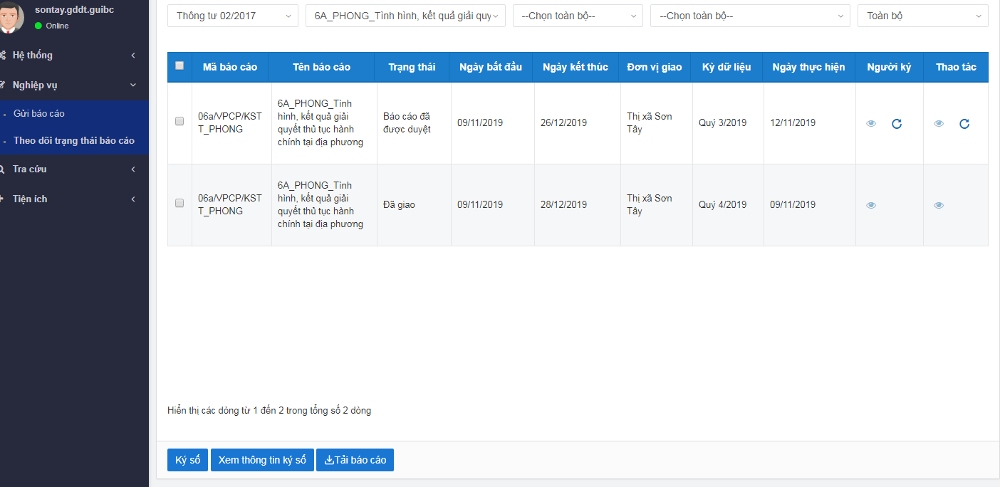 sontay.gddt.guibc
Online
Hệ thống
Nghiệp vụ
Gửi báo cáo
Theo dõi trạng thái báo cáo
Tra cứu
Tiện ích
Thông tư 02/2017
6A_PHONG_Tình hình, kết quả giải quy
--Chọn toàn bộ--
--Chọn toàn bộ--
Toàn bộ
Mã báo cáo Tên báo cáo Trạng thái Ngày bắt đầu Ngày kết thúc Đơn vị giao Kỳ dữ liệu Ngày thực hiện Người ký Thao tác
06a/VPCP/KST
T_PHONG
6A_PHONG_Tình
hình, kết quả giải
quyết thủ tục hành
chính tại địa phương
Báo cáo đã
được duyệt
09/11/2019
26/12/2019
Thị xã Sơn
Tây
Quý 3/2019
12/11/2019
06a/VPCP/KST
T_PHONG
6A_PHONG_Tình
hình, kết quả giải
quyết thủ tục hành
chính tại địa phương
Đã giao
09/11/2019
28/12/2019
Thị xã Sơn
Tây
Quý 4/2019
09/11/2019
Hiển thị các dòng từ 1 đến 2 trong tổng số 2 dòng
Ký số
Xem thông tin ký số
Tải báo cáo